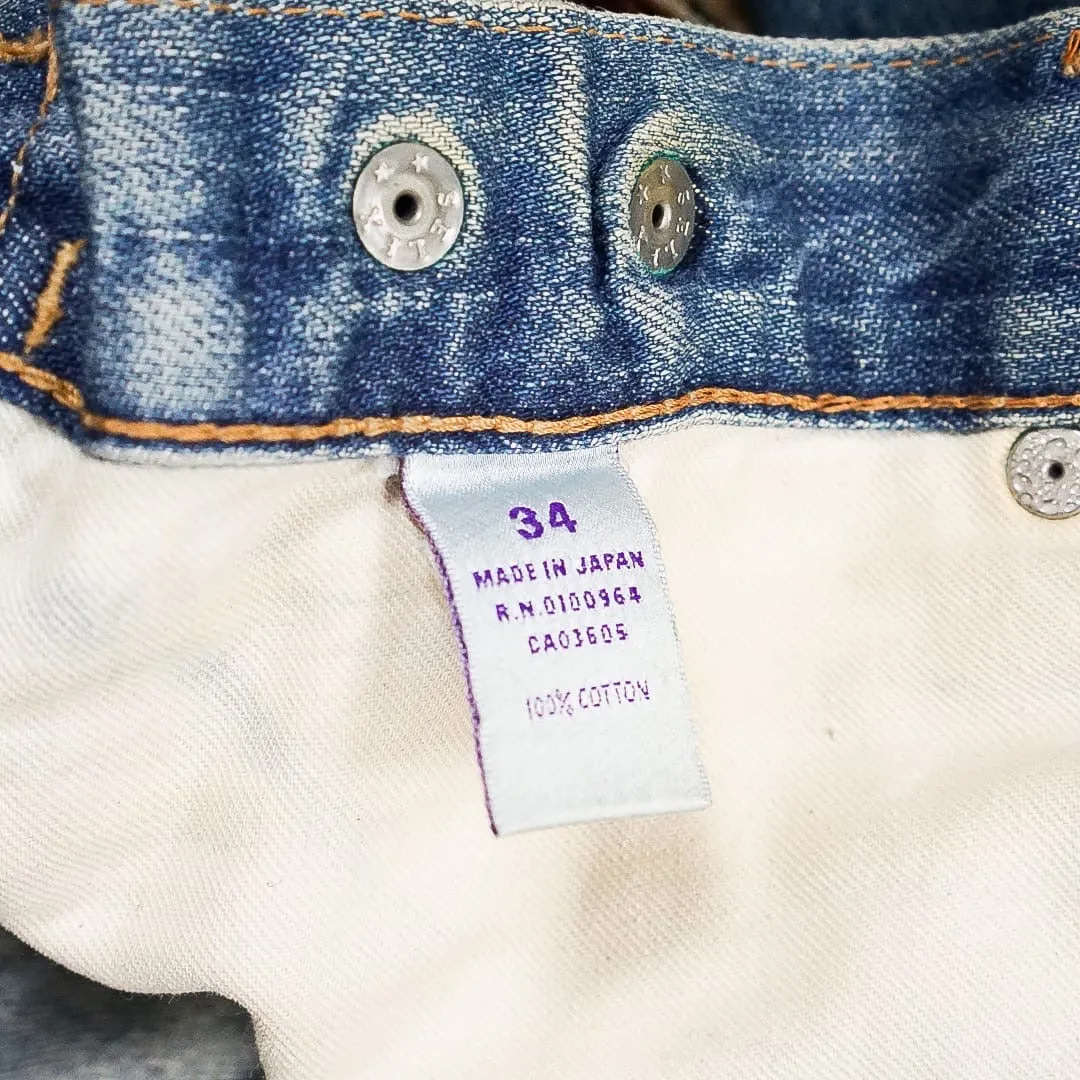 34
MADE IN JAPAN
R.N.0100964
CA03605
100% COTTON